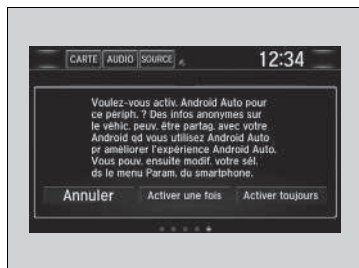 CARTE AUDIO SOURCE 12:34
Voulez-vous activ. Android Auto pour
ce périph. ? Des infos anonymes sur
le véhic. peuv. être partag. avec votre
Android qd vous utilisez Android Auto
pr améliorer l'expérience Android Auto.
Vous pouv. ensuite modif. votre sél.
ds le menu Param. du smartphone.
Annuler Activer une fois Activer toujours